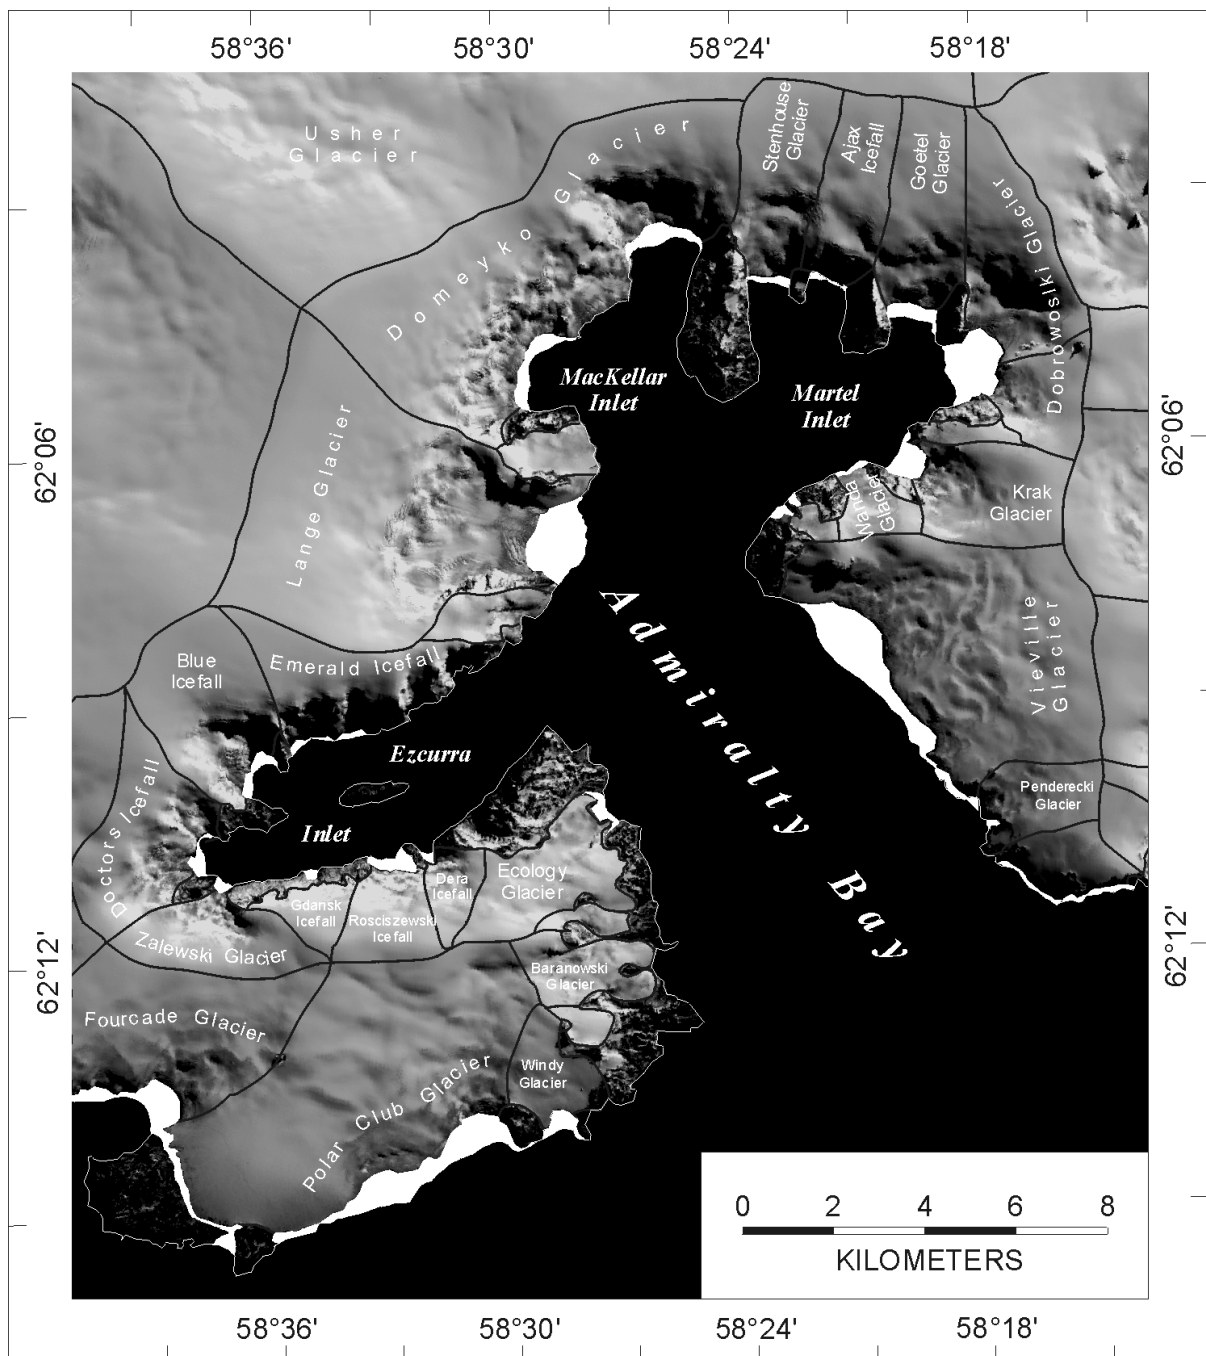 58°36'
58°30'
58°24'
58°18'
Usher
Glacier
Domeyko Glacier
Stenhouse
Glacier
Ajax
Icefall
Goetel
Glacier
Dobrowoslki Glacier
MacKellar
Inlet
Martel
Inlet
62°06'
62°06'
Lange Glacier
Wanda
Glacier
Krak
Glacier
Admiralty Bay
Vieville
Glacier
Blue
Icefall
Emerald Icefall
Ezcurra
Inlet
Penderecki
Glacier
Doctors Icefall
Dera
Icefall
Ecology
Glacier
Gdansk
Icefall
Rosciszewski
Icefall
Zalewski Glacier
62°12'
62°12'
Baranowski
Glacier
Fourcade Glacier
Windy
Glacier
Polar Club Glacier
0 2 4 6 8
KILOMETERS
58°36'
58°30'
58°24'
58°18'